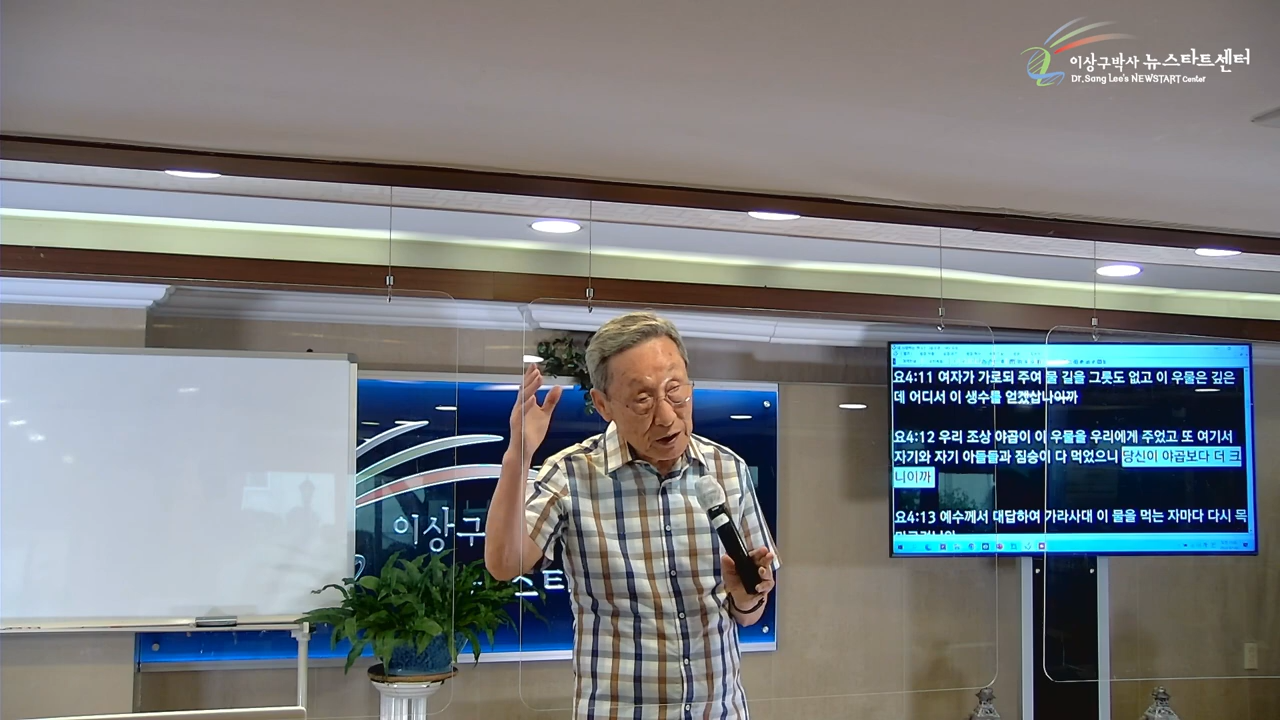 이상구박사 뉴스타트센터
Dr. Sang Lee's NEWSTART Center
요4:11 여자가 가로되 주여 물 길을 그릇도 없고 이 우물은 깊은
데 어디서 이 생수를 얻겠삽나이까
요4:12 우리 조상 야곱이 이 우물을 우리에게 주었고 또 여기서
자기와 자기 아들들과 짐승이 다 먹었으니 당신이 야곱보다 더 크
니이까
요4:13 예수께서 대답하여 가라사대 이 물을 먹는 자마다 다시 목
이상구
스타